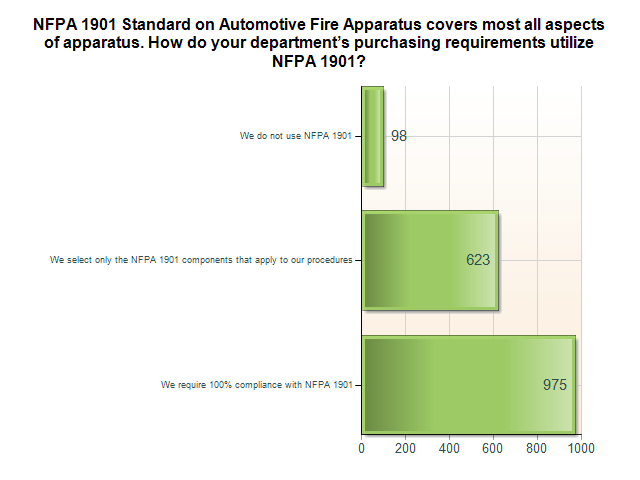 NFPA 1901 Standard on Automotive Fire Apparatus covers most all aspects
of apparatus. How do your department’s purchasing requirements utilize
NFPA 1901?
We do not use NFPA 1901
98
We select only the NFPA 1901 components that apply to our procedures
623
We require 100% compliance with NFPA 1901
975
0 200 400 600 800 1000